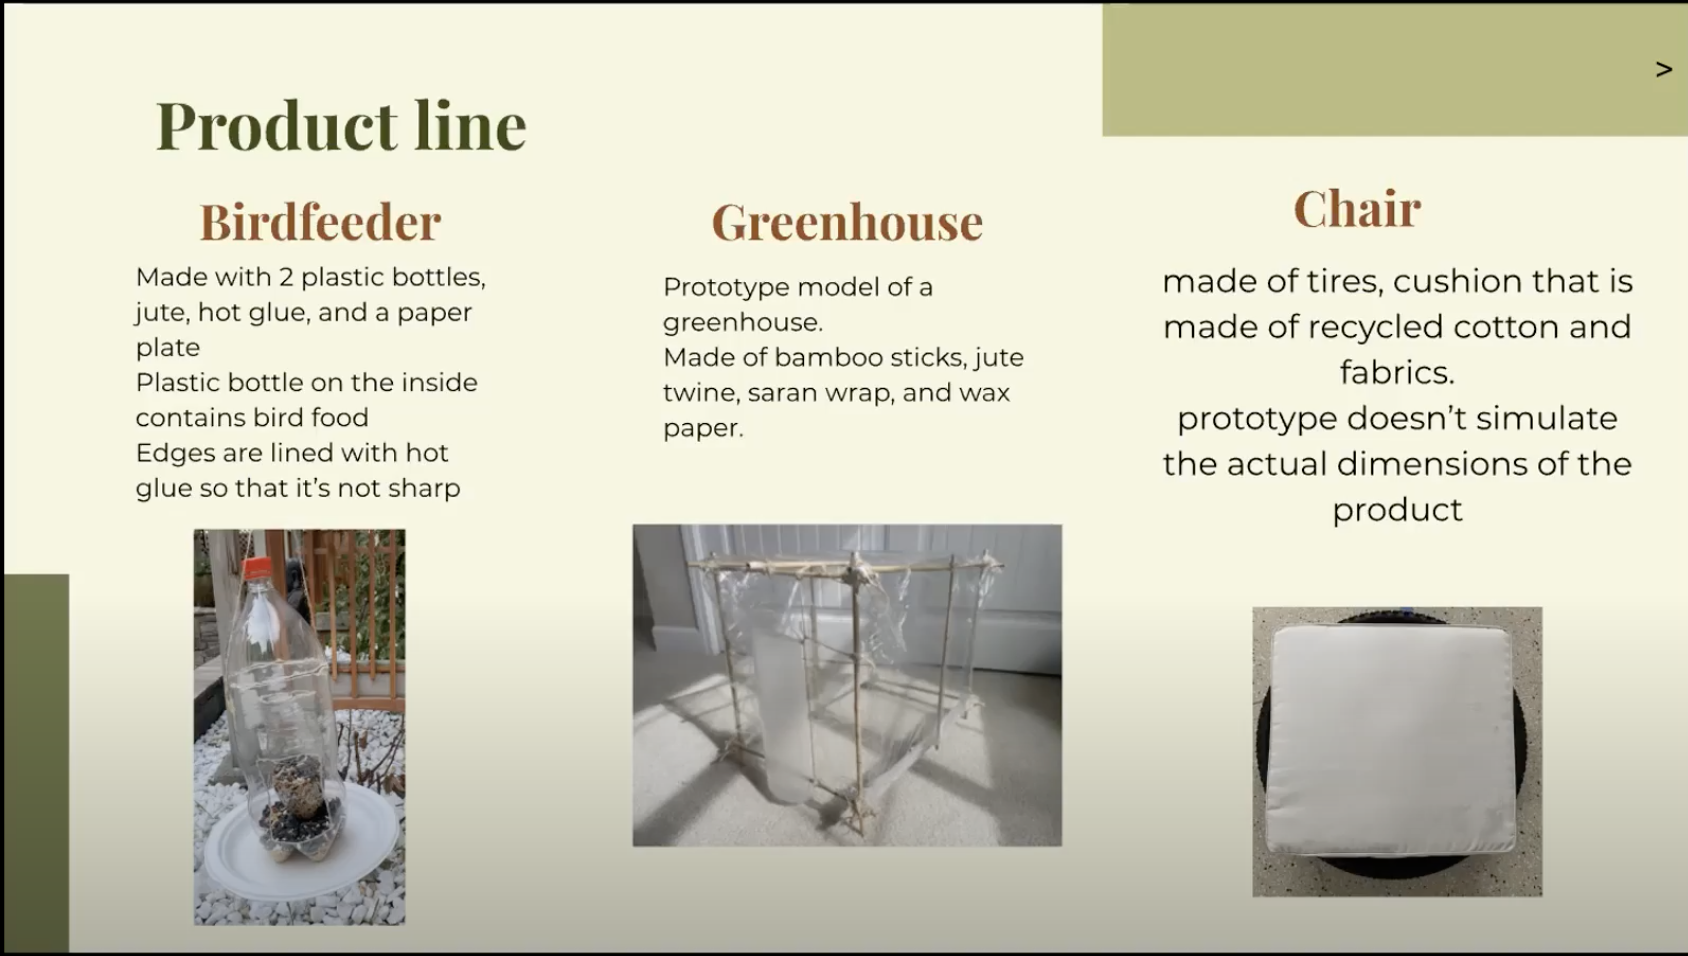 >
Product line
Birdfeeder
Made with 2 plastic bottles,
jute, hot glue, and a paper
plate
Plastic bottle on the inside
contains bird food
Edges are lined with hot
glue so that it’s not sharp
Greenhouse
Prototype model of a
greenhouse.
Made of bamboo sticks, jute
twine, saran wrap, and wax
paper.
Chair
made of tires, cushion that is
made of recycled cotton and
fabrics.
prototype doesn’t simulate
the actual dimensions of the
product